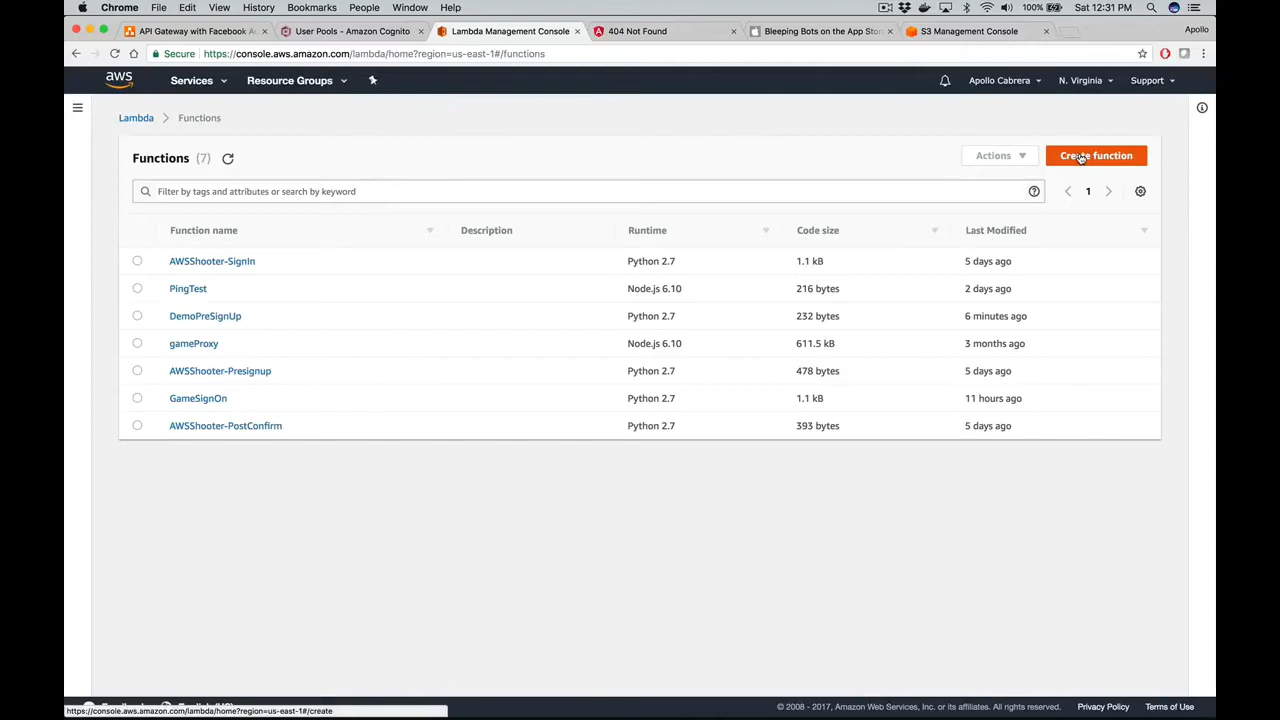 Chrome File Edit View History Bookmarks People Window Help 100% Sat 12:31 PM
API Gateway with Facebook Au User Pools - Amazon Cognito Lambda Management Console 404 Not Found Bleeping Bots on the App Stor S3 Management Console Apollo
Secure https://console.aws.amazon.com/lambda/home?region=us-east-1#/functions
aws Services Resource Groups Apollo Cabrera N. Virginia Support
Lambda Functions
Functions (7) Actions Create function
Filter by tags and attributes or search by keyword 1
Function name Description Runtime Code size Last Modified
AWSShooter-SignIn Python 2.7 1.1 kB 5 days ago
PingTest Node.js 6.10 216 bytes 2 days ago
DemoPreSignUp Python 2.7 232 bytes 6 minutes ago
gameProxy Node.js 6.10 611.5 kB 3 months ago
AWSShooter-Presignup Python 2.7 478 bytes 5 days ago
GameSignOn Python 2.7 1.1 kB 11 hours ago
AWSShooter-PostConfirm Python 2.7 393 bytes 5 days ago
© 2008 - 2017, Amazon Web Services, Inc. or its affiliates. All rights reserved. Privacy Policy Terms of Use
https://console.aws.amazon.com/lambda/home?region=us-east-1#/create